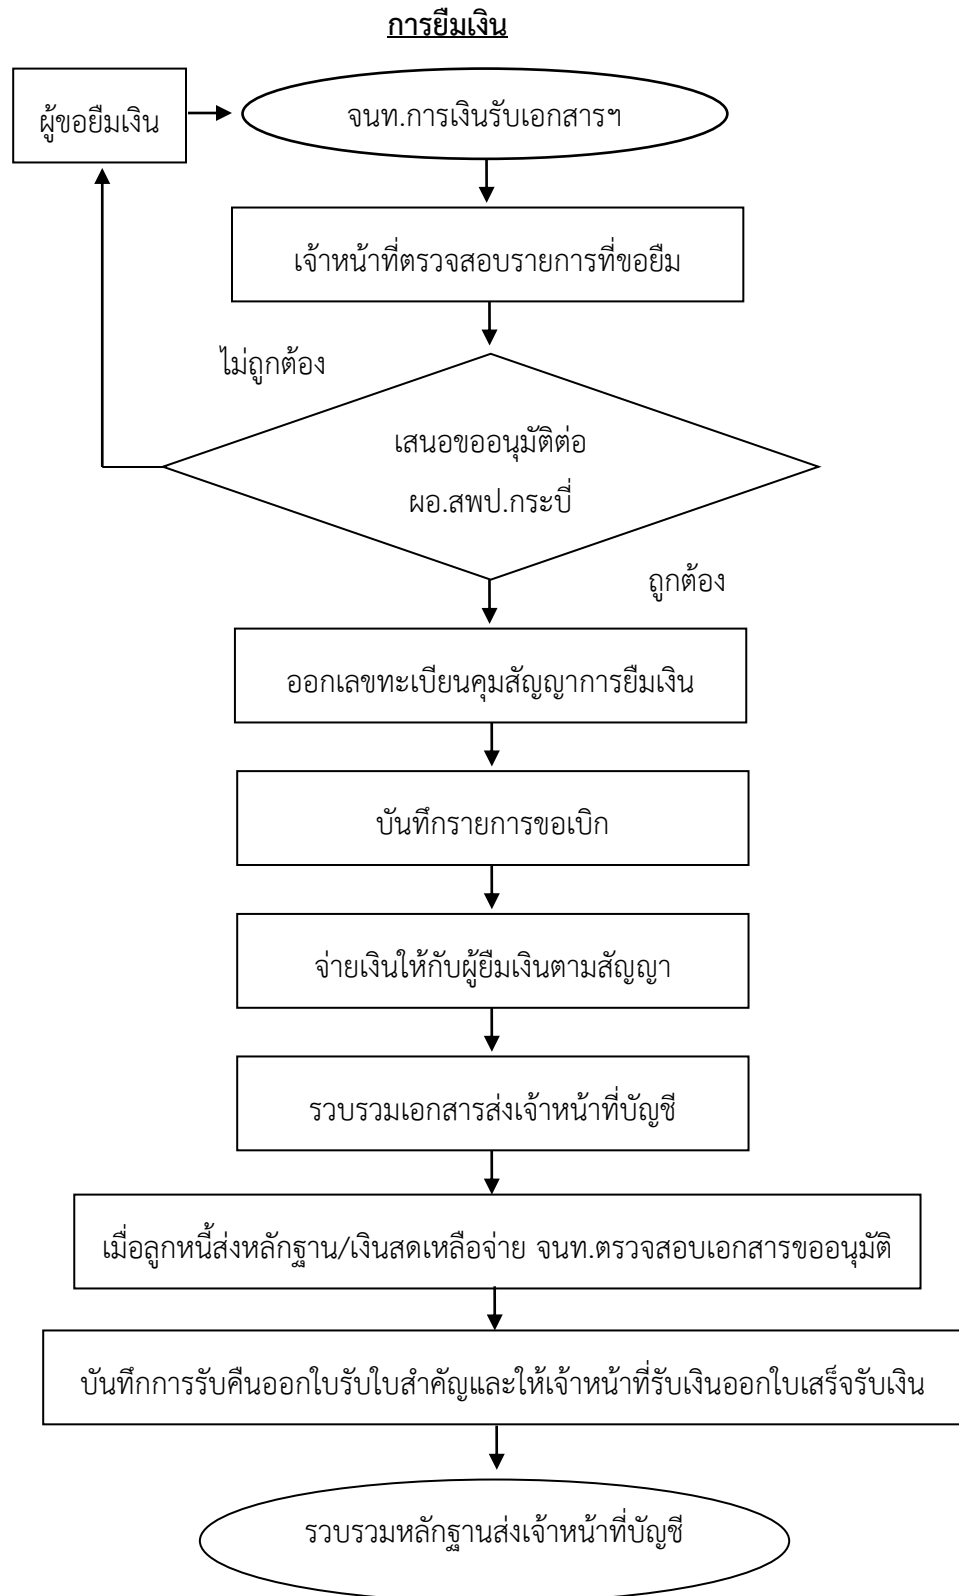 การยืมเงิน
ผู้ขอยืมเงิน
จนท.การเงินรับเอกสารฯ
เจ้าหน้าที่ตรวจสอบรายการที่ขอยืม
ไม่ถูกต้อง
เสนอขออนุมัติต่อ
ผอ.สพป.กระบี่
ถูกต้อง
ออกเลขทะเบียนคุมสัญญาการยืมเงิน
บันทึกรายการขอเบิก
จ่ายเงินให้กับผู้ยืมเงินตามสัญญา
รวบรวมเอกสารส่งเจ้าหน้าที่บัญชี
เมื่อลูกหนี้ส่งหลักฐาน/เงินสดเหลือจ่าย จนท.ตรวจสอบเอกสารขออนุมัติ
บันทึกการรับคืนออกใบรับใบสำคัญและให้เจ้าหน้าที่รับเงินออกใบเสร็จรับเงิน
รวบรวมหลักฐานส่งเจ้าหน้าที่บัญชี